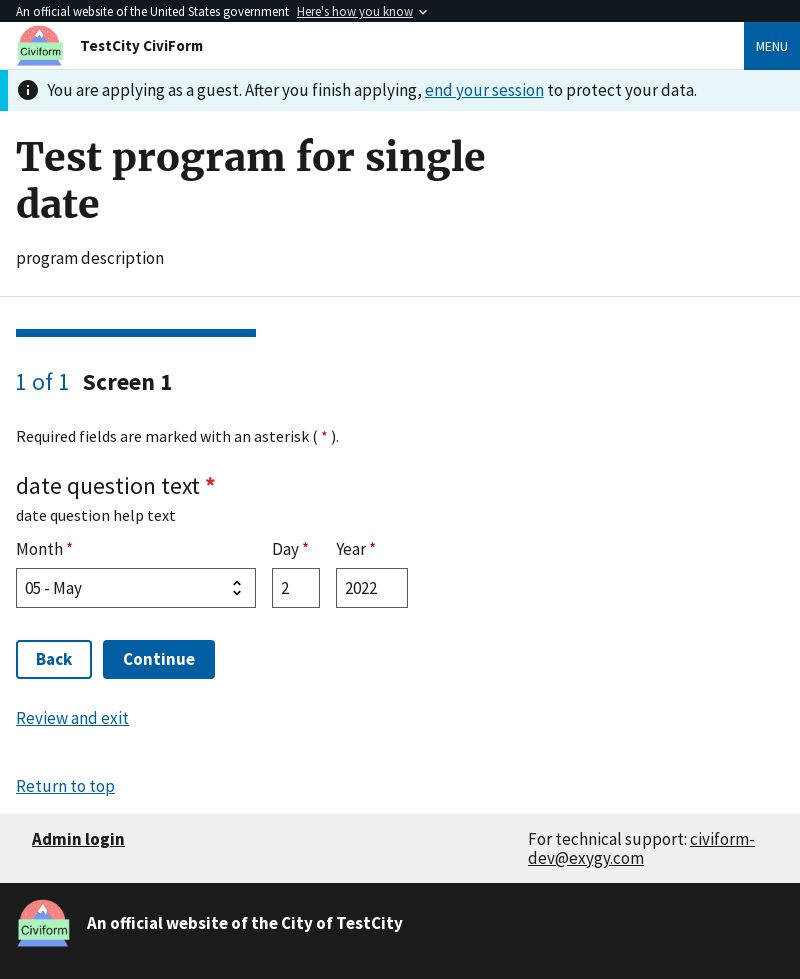 An official website of the United States government Here's how you know
Civiform TestCity CiviForm MENU
You are applying as a guest. After you finish applying, end your session to protect your data.
Test program for single
date
program description
1 of 1 Screen 1
Required fields are marked with an asterisk ( * ).
date question text *
date question help text
Month * Day * Year *
05 - May 2 2022
Back Continue
Review and exit
Return to top
Admin login For technical support: civiform-
dev@exygy.com
Civiform An official website of the City of TestCity